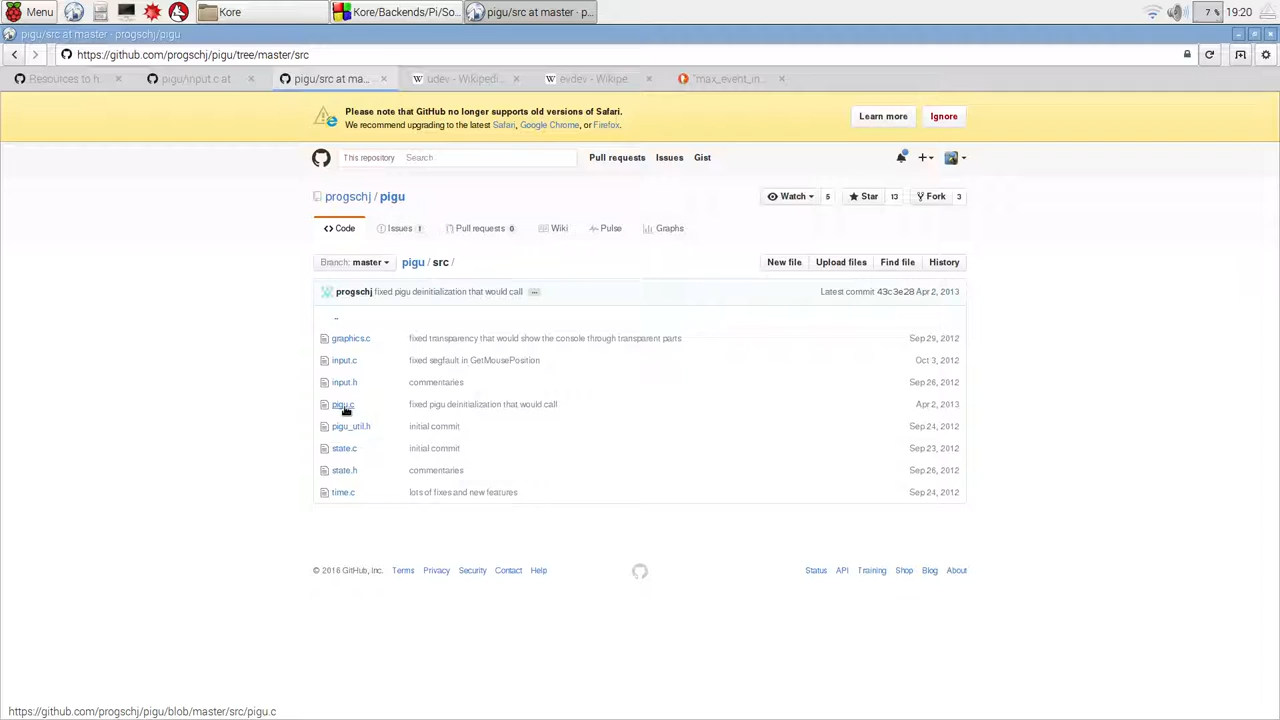 Menu Kore Kore/Backends/Pi/So... pigu/src at master · p... 7 % 19:20
pigu/src at master · progschj/pigu
https://github.com/progschj/pigu/tree/master/src
Resources to h pigu/input.c at pigu/src at ma... udev - Wikipedi evdev - Wikipe "max_event_in...
Please note that GitHub no longer supports old versions of Safari.
We recommend upgrading to the latest Safari, Google Chrome, or Firefox.
Learn more Ignore
This repository Search Pull requests Issues Gist
progschj / pigu Watch 5 Star 13 Fork 3
Code Issues 1 Pull requests 0 Wiki Pulse Graphs
Branch: master pigu / src / New file Upload files Find file History
progschj fixed pigu deinitialization that would call ... Latest commit 43c3e28 Apr 2, 2013
..
graphics.c fixed transparency that would show the console through transparent parts Sep 29, 2012
input.c fixed segfault in GetMousePosition Oct 3, 2012
input.h commentaries Sep 26, 2012
pigu.c fixed pigu deinitialization that would call Apr 2, 2013
pigu_util.h initial commit Sep 24, 2012
state.c initial commit Sep 23, 2012
state.h commentaries Sep 26, 2012
time.c lots of fixes and new features Sep 24, 2012
© 2016 GitHub, Inc. Terms Privacy Security Contact Help Status API Training Shop Blog About
https://github.com/progschj/pigu/blob/master/src/pigu.c